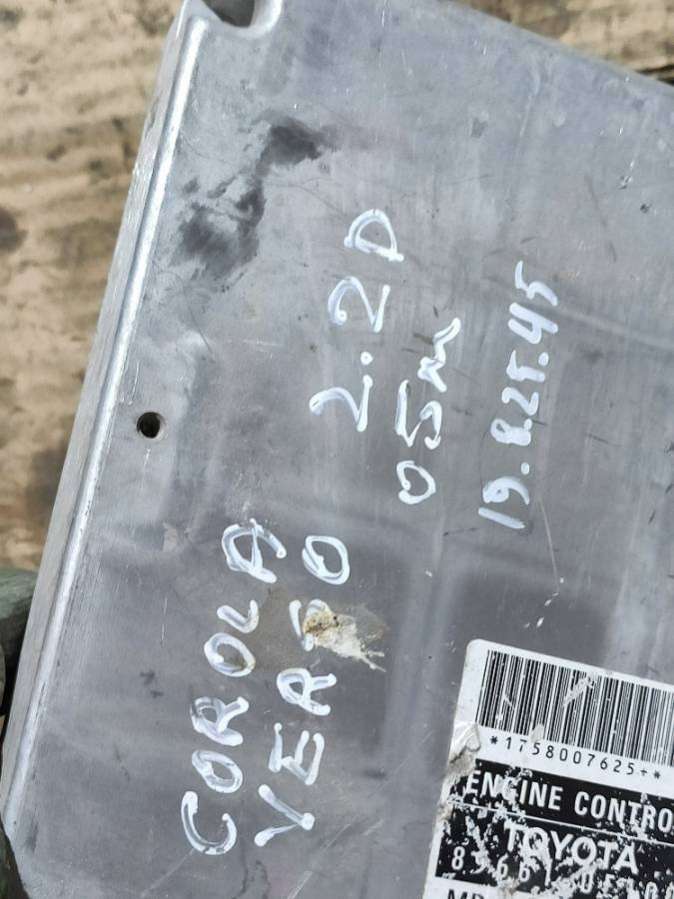 COROLA 2.2D
VERSO 05m
19.8.25.45
*1758007625+*
ENGINE CONTRO
TOYOTA